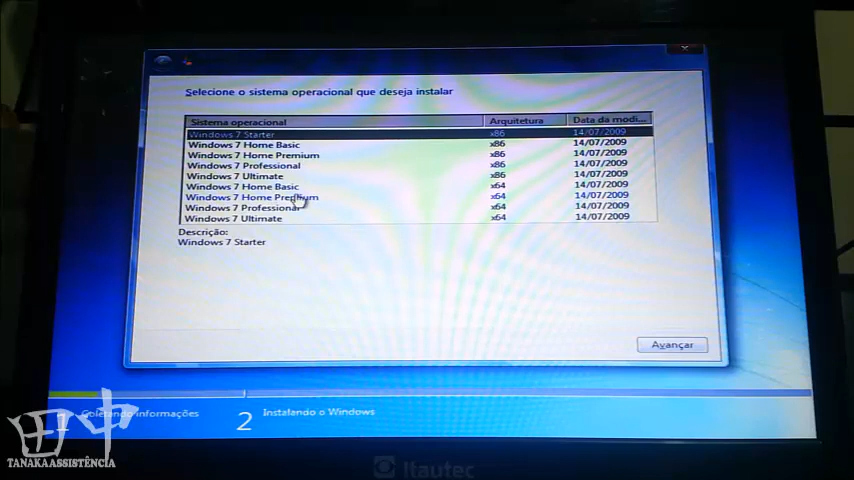 Selecione o sistema operacional que deseja instalar
Sistema operacional Arquitetura Data da modi...
Windows 7 Starter x86 14/07/2009
Windows 7 Home Basic x86 14/07/2009
Windows 7 Home Premium x86 14/07/2009
Windows 7 Professional x86 14/07/2009
Windows 7 Ultimate x86 14/07/2009
Windows 7 Home Basic x64 14/07/2009
Windows 7 Home Premium x64 14/07/2009
Windows 7 Professional x64 14/07/2009
Windows 7 Ultimate x64 14/07/2009
Descrição:
Windows 7 Starter
Avançar
1 Coletando informações 2 Instalando o Windows
田中
TANAKA ASSISTÊNCIA
Itautec